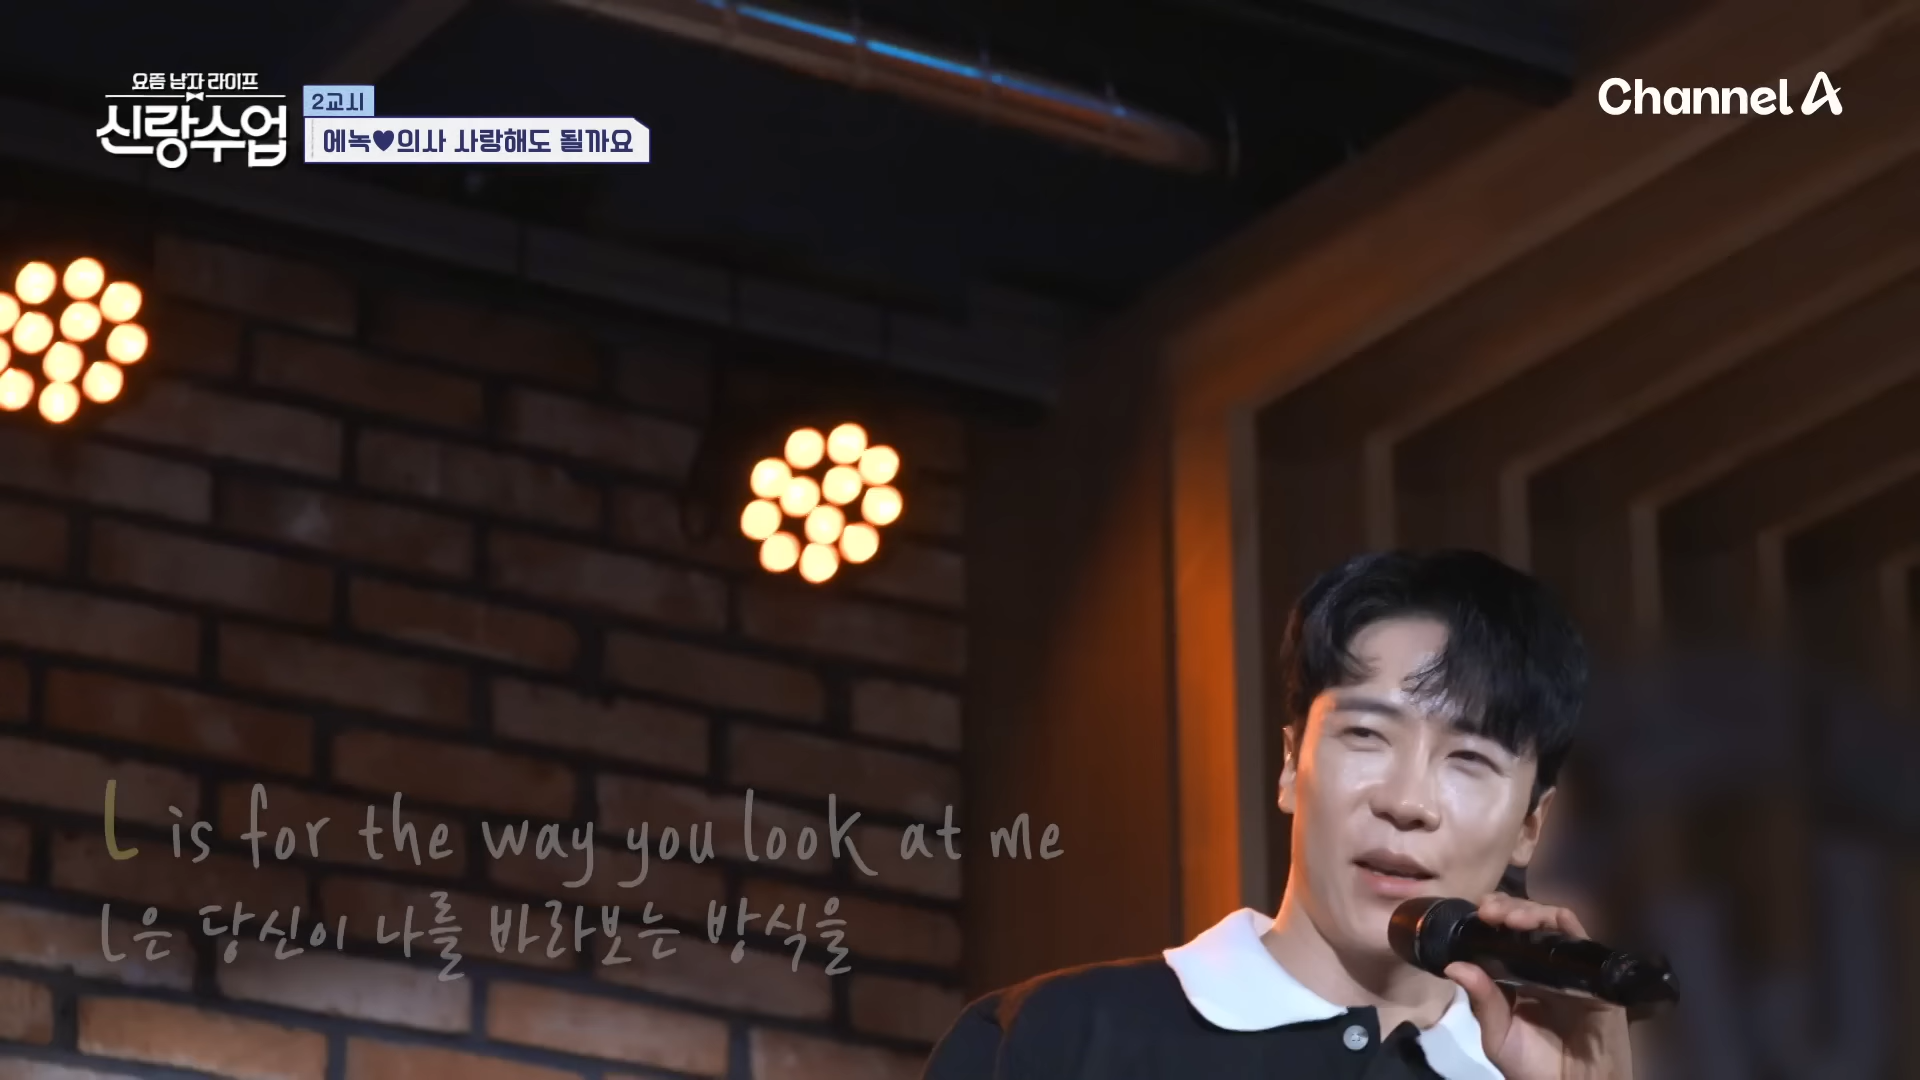 요즘 남자 라이프
신랑수업
2교시
에녹♥의사 사랑해도 될까요
Channel A
L is for the way you look at me
L은 당신이 나를 바라보는 방식을